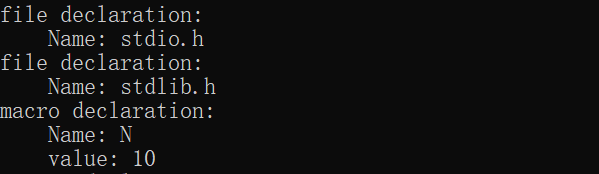 file declaration:
    Name: stdio.h
file declaration:
    Name: stdlib.h
macro declaration:
    Name: N
    value: 10